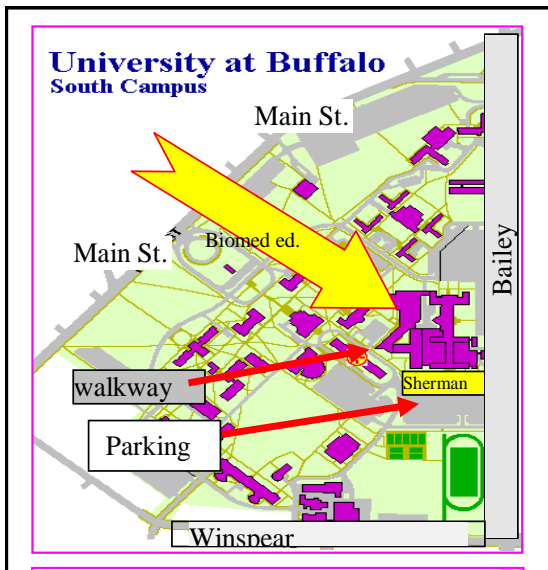 University at Buffalo
South Campus
Main St.
Biomed ed.
Main St.
Bailey
walkway
Sherman
Parking
Winspear